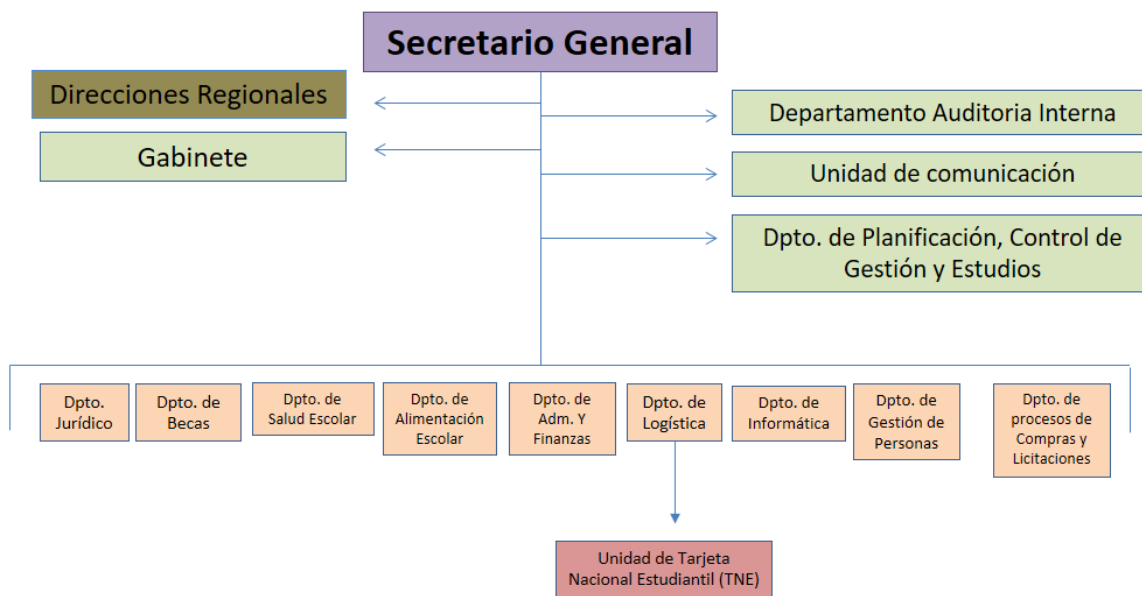 Secretario General
Direcciones Regionales
Gabinete
Departamento Auditoria Interna
Unidad de comunicación
Dpto. de Planificación, Control de
Gestión y Estudios
Dpto.
Jurídico
Dpto. de
Becas
Dpto. de
Salud Escolar
Dpto. de
Alimentación
Escolar
Dpto. de
Adm. Y
Finanzas
Dpto. de
Logística
Dpto. de
Informática
Dpto. de
Gestión de
Personas
Dpto. de
procesos de
Compras y
Licitaciones
Unidad de Tarjeta
Nacional Estudiantil (TNE)